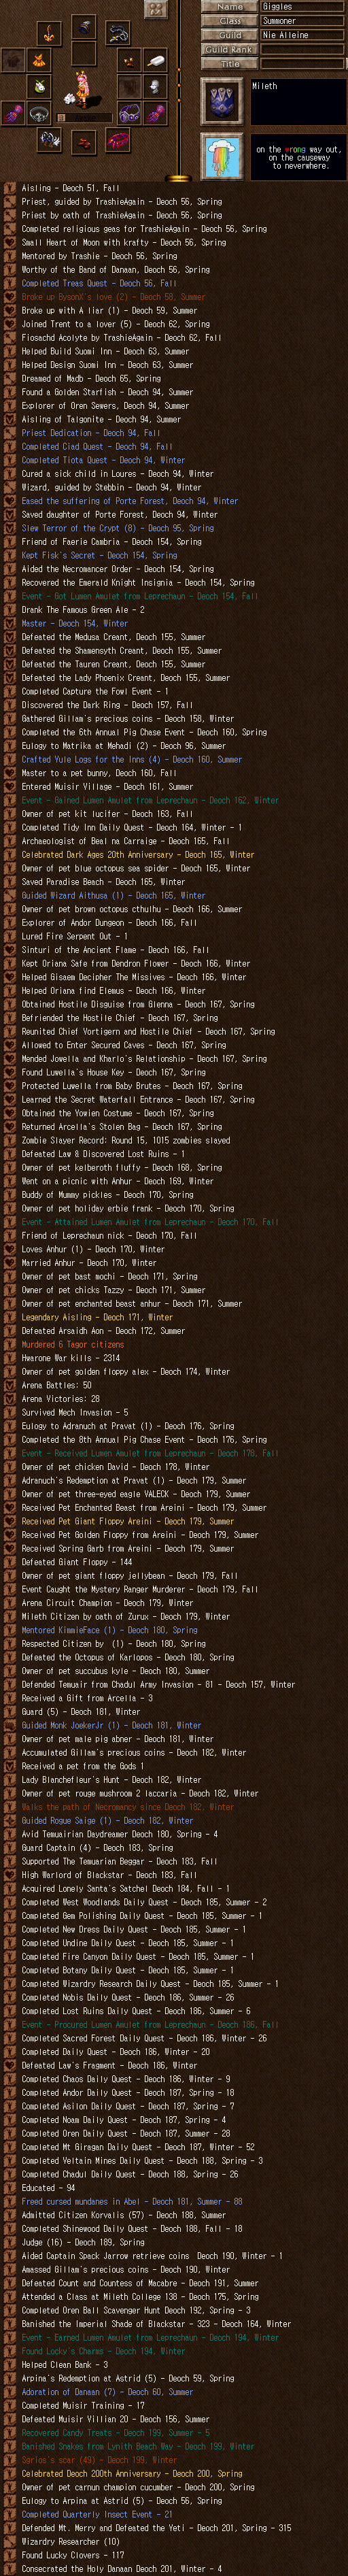 Name
Giggles
Class
Summoner
Guild
Nie Alleine
Guild Rank
Title
Mileth
on the wrong way out,
on the causeway
to neverwhere.
Aisling - Deoch 51, Fall
Priest, guided by TrashieAgain - Deoch 56, Spring
Priest by oath of TrashieAgain - Deoch 56, Spring
Completed religious geas for TrashieAgain - Deoch 56, Spring
Small Heart of Moon with krafty - Deoch 56, Spring
Mentored by Trashie - Deoch 56, Spring
Worthy of the Band of Danaan, Deoch 56, Spring
Completed Treas Quest - Deoch 56, Fall
Broke up BysonX's love (2) - Deoch 58, Summer
Broke up with A liar (1) - Deoch 59, Summer
Joined Trent to a lover (5) - Deoch 62, Spring
Fiosachd Acolyte by TrashieAgain - Deoch 62, Fall
Helped Build Suomi Inn - Deoch 63, Summer
Helped Design Suomi Inn - Deoch 63, Summer
Dreamed of Madb - Deoch 65, Spring
Found a Golden Starfish - Deoch 94, Summer
Explorer of Oren Sewers, Deoch 94, Summer
Aisling of Talgonite - Deoch 94, Summer
Priest Dedication - Deoch 94, Fall
Completed Ciad Quest - Deoch 94, Fall
Completed Tiota Quest - Deoch 94, Winter
Cured a sick child in Loures - Deoch 94, Winter
Wizard, guided by Stebbin - Deoch 94, Winter
Eased the suffering of Porte Forest, Deoch 94, Winter
Saved daughter of Porte Forest, Deoch 94, Winter
Slew Terror of the Crypt (8) - Deoch 95, Spring
Friend of Faerie Cambria - Deoch 154, Spring
Kept Fisk's Secret - Deoch 154, Spring
Aided the Necromancer Order - Deoch 154, Spring
Recovered the Emerald Knight Insignia - Deoch 154, Spring
Event - Got Lumen Amulet from Leprechaun - Deoch 154, Fall
Drank The Famous Green Ale - 2
Master - Deoch 154, Winter
Defeated the Medusa Creant, Deoch 155, Summer
Defeated the Shamensyth Creant, Deoch 155, Summer
Defeated the Tauren Creant, Deoch 155, Summer
Defeated the Lady Phoenix Creant, Deoch 155, Summer
Completed Capture the Fowl Event - 1
Discovered the Dark Ring - Deoch 157, Fall
Gathered Gillam's precious coins - Deoch 158, Winter
Completed the 6th Annual Pig Chase Event - Deoch 160, Spring
Eulogy to Matrika at Mehadi (2) - Deoch 96, Summer
Crafted Yule Logs for the Inns (4) - Deoch 160, Summer
Master to a pet bunny, Deoch 160, Fall
Entered Muisir Village - Deoch 161, Summer
Event - Gained Lumen Amulet from Leprechaun - Deoch 162, Winter
Owner of pet kit lucifer - Deoch 163, Fall
Completed Tidy Inn Daily Quest - Deoch 164, Winter - 1
Archaeologist of Beal na Carraige - Deoch 165, Fall
Celebrated Dark Ages 20th Anniversary - Deoch 165, Winter
Owner of pet blue octopus sea spider - Deoch 165, Winter
Saved Paradise Beach - Deoch 165, Winter
Guided Wizard Aithusa (1) - Deoch 165, Winter
Owner of pet brown octopus cthulhu - Deoch 166, Summer
Explorer of Andor Dungeon - Deoch 166, Fall
Lured Fire Serpent Out - 1
Sinturi of the Ancient Flame - Deoch 166, Fall
Kept Oriana Safe from Dendron Flower - Deoch 166, Winter
Helped Gisaem Decipher The Missives - Deoch 166, Winter
Helped Oriana find Elemus - Deoch 166, Winter
Obtained Hostile Disguise from Glenna - Deoch 167, Spring
Befriended the Hostile Chief - Deoch 167, Spring
Reunited Chief Vortigern and Hostile Chief - Deoch 167, Spring
Allowed to Enter Secured Caves - Deoch 167, Spring
Mended Jowella and Kharlo's Relationship - Deoch 167, Spring
Found Luwella's House Key - Deoch 167, Spring
Protected Luwella from Baby Brutes - Deoch 167, Spring
Learned the Secret Waterfall Entrance - Deoch 167, Spring
Obtained the Yowien Costume - Deoch 167, Spring
Returned Arcella's Stolen Bag - Deoch 167, Spring
Zombie Slayer Record: Round 15, 1015 zombies slayed
Defeated Law & Discovered Lost Ruins - 1
Owner of pet kelberoth fluffy - Deoch 168, Spring
Went on a picnic with Anhur - Deoch 169, Winter
Buddy of Mummy pickles - Deoch 170, Spring
Owner of pet holiday erbie frank - Deoch 170, Spring
Event - Attained Lumen Amulet from Leprechaun - Deoch 170, Fall
Friend of Leprechaun nick - Deoch 170, Fall
Loves Anhur (1) - Deoch 170, Winter
Married Anhur - Deoch 170, Winter
Owner of pet bast mochi - Deoch 171, Spring
Owner of pet chicks Tazzy - Deoch 171, Summer
Owner of pet enchanted beast anhur - Deoch 171, Summer
Legendary Aisling - Deoch 171, Winter
Defeated Arsaidh Aon - Deoch 172, Summer
Murdered 6 Tagor citizens
Hwarone War kills - 2314
Owner of pet golden floppy alex - Deoch 174, Winter
Arena Battles: 50
Arena Victories: 28
Survived Mech Invasion - 5
Eulogy to Adranuch at Pravat (1) - Deoch 176, Spring
Completed the 8th Annual Pig Chase Event - Deoch 176, Spring
Event - Received Lumen Amulet from Leprechaun - Deoch 178, Fall
Owner of pet chicken David - Deoch 178, Winter
Adranuch's Redemption at Pravat (1) - Deoch 179, Summer
Owner of pet three-eyed eagle VALECK - Deoch 179, Summer
Received Pet Enchanted Beast from Areini - Deoch 179, Summer
Received Pet Giant Floppy Areini - Deoch 179, Summer
Received Pet Golden Floppy from Areini - Deoch 179, Summer
Received Spring Garb from Areini - Deoch 179, Summer
Defeated Giant Floppy - 144
Owner of pet giant floppy jellybean - Deoch 179, Fall
Event Caught the Mystery Ranger Murderer - Deoch 179, Fall
Arena Circuit Champion - Deoch 179, Winter
Mileth Citizen by oath of Zurux - Deoch 179, Winter
Mentored KimmieFace (1) - Deoch 180, Spring
Respected Citizen by  (1) - Deoch 180, Spring
Defeated the Octopus of Karlopos - Deoch 180, Spring
Owner of pet succubus kyle - Deoch 180, Summer
Defended Temuair from Chadul Army Invasion - 81 - Deoch 157, Winter
Received a Gift from Arcella - 3
Guard (5) - Deoch 181, Winter
Guided Monk JoekerJr (1) - Deoch 181, Winter
Owner of pet male pig abner - Deoch 181, Winter
Accumulated Gillam's precious coins - Deoch 182, Winter
Received a pet from the Gods 1
Lady Blanchefleur's Hunt - Deoch 182, Winter
Owner of pet rouge mushroom 2 laccaria - Deoch 182, Winter
Walks the path of Necromancy since Deoch 182, Winter
Guided Rogue Saige (1) - Deoch 182, Winter
Avid Temuairian Daydreamer Deoch 180, Spring - 4
Guard Captain (4) - Deoch 183, Spring
Supported The Temuarian Beggar - Deoch 183, Fall
High Warlord of Blackstar - Deoch 183, Fall
Acquired Lonely Santa's Satchel Deoch 184, Fall - 1
Completed West Woodlands Daily Quest - Deoch 185, Summer - 2
Completed Gem Polishing Daily Quest - Deoch 185, Summer - 1
Completed New Dress Daily Quest - Deoch 185, Summer - 1
Completed Undine Daily Quest - Deoch 185, Summer - 1
Completed Fire Canyon Daily Quest - Deoch 185, Summer - 1
Completed Botany Daily Quest - Deoch 185, Summer - 1
Completed Wizardry Research Daily Quest - Deoch 185, Summer - 1
Completed Nobis Daily Quest - Deoch 186, Summer - 26
Completed Lost Ruins Daily Quest - Deoch 186, Summer - 6
Event - Procured Lumen Amulet from Leprechaun - Deoch 186, Fall
Completed Sacred Forest Daily Quest - Deoch 186, Winter - 26
Completed Daily Quest - Deoch 186, Winter - 20
Defeated Law's Fragment - Deoch 186, Winter
Completed Chaos Daily Quest - Deoch 186, Winter - 9
Completed Andor Daily Quest - Deoch 187, Spring - 18
Completed Asilon Daily Quest - Deoch 187, Spring - 7
Completed Noam Daily Quest - Deoch 187, Spring - 4
Completed Oren Daily Quest - Deoch 187, Summer - 28
Completed Mt Giragan Daily Quest - Deoch 187, Winter - 52
Completed Veltain Mines Daily Quest - Deoch 188, Spring - 3
Completed Chadul Daily Quest - Deoch 188, Spring - 26
Educated - 94
Freed cursed mundanes in Abel - Deoch 181, Summer - 88
Admitted Citizen Korvalis (57) - Deoch 188, Summer
Completed Shinewood Daily Quest - Deoch 188, Fall - 18
Judge (16) - Deoch 189, Spring
Aided Captain Spack Jarrow retrieve coins  Deoch 190, Winter - 1
Amassed Gillam's precious coins - Deoch 190, Winter
Defeated Count and Countess of Macabre - Deoch 191, Summer
Attended a Class at Mileth College 138 - Deoch 175, Spring
Completed Oren Ball Scavenger Hunt Deoch 192, Spring - 3
Banished the Imperial Shade of Blackstar - 323 - Deoch 164, Winter
Event - Earned Lumen Amulet from Leprechaun - Deoch 194, Winter
Found Locky's Charms - Deoch 194, Winter
Helped Clean Bank - 3
Arpina's Redemption at Astrid (5) - Deoch 59, Spring
Adoration of Danaan (7) - Deoch 60, Summer
Completed Muisir Training - 17
Defeated Muisir Villian 20 - Deoch 156, Summer
Recovered Candy Treats - Deoch 199, Summer - 5
Banished Snakes from Lynith Beach Way - Deoch 199, Winter
Sgrios's scar (49) - Deoch 199, Winter
Celebrated Deoch 200th Anniversary - Deoch 200, Spring
Owner of pet carnun champion cucumber - Deoch 200, Spring
Eulogy to Arpina at Astrid (5) - Deoch 56, Spring
Completed Quarterly Insect Event - 21
Defended Mt. Merry and Defeated the Yeti - Deoch 201, Spring - 315
Wizardry Researcher (10)
Found Lucky Clovers - 117
Consecrated the Holy Danaan Deoch 201, Winter - 4